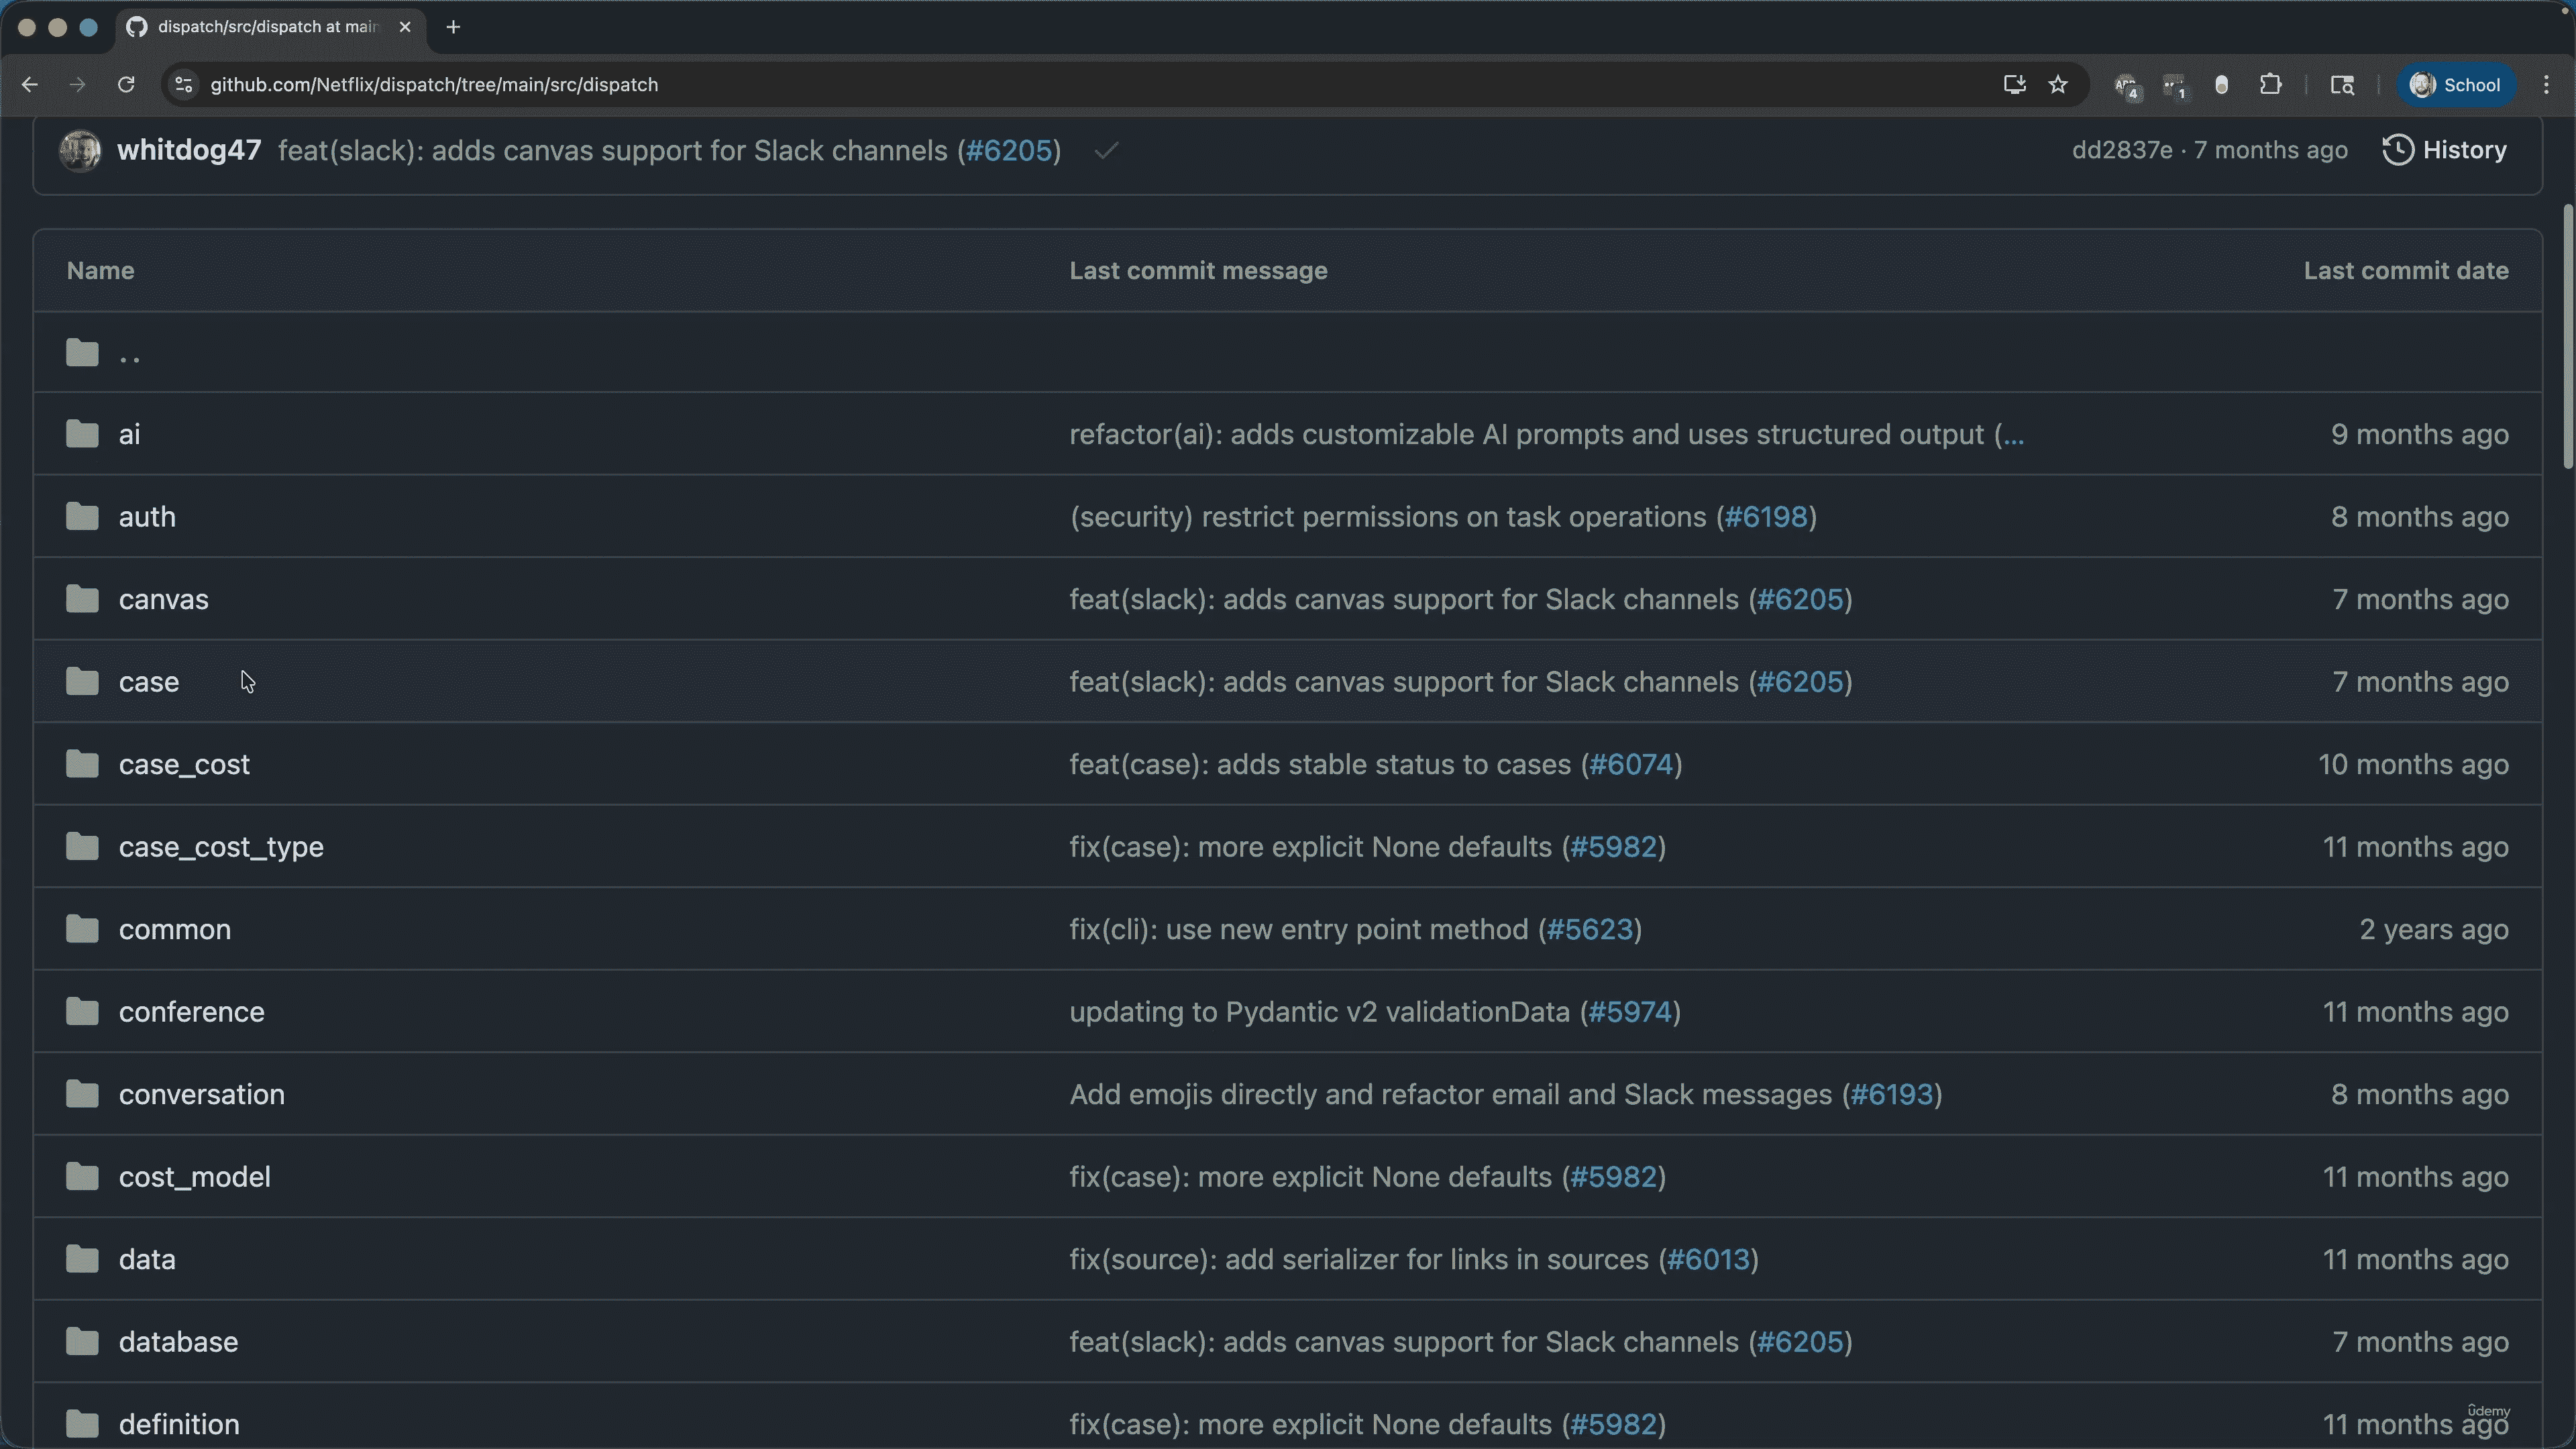 dispatch/src/dispatch at main
github.com/Netflix/dispatch/tree/main/src/dispatch
4
1
School
whitdog47 feat(slack): adds canvas support for Slack channels (#6205)
dd2837e · 7 months ago
History
Name Last commit message Last commit date
..
ai refactor(ai): adds customizable AI prompts and uses structured output (... 9 months ago
auth (security) restrict permissions on task operations (#6198) 8 months ago
canvas feat(slack): adds canvas support for Slack channels (#6205) 7 months ago
case feat(slack): adds canvas support for Slack channels (#6205) 7 months ago
case_cost feat(case): adds stable status to cases (#6074) 10 months ago
case_cost_type fix(case): more explicit None defaults (#5982) 11 months ago
common fix(cli): use new entry point method (#5623) 2 years ago
conference updating to Pydantic v2 validationData (#5974) 11 months ago
conversation Add emojis directly and refactor email and Slack messages (#6193) 8 months ago
cost_model fix(case): more explicit None defaults (#5982) 11 months ago
data fix(source): add serializer for links in sources (#6013) 11 months ago
database feat(slack): adds canvas support for Slack channels (#6205) 7 months ago
definition fix(case): more explicit None defaults (#5982) 11 months ago
ûdemy